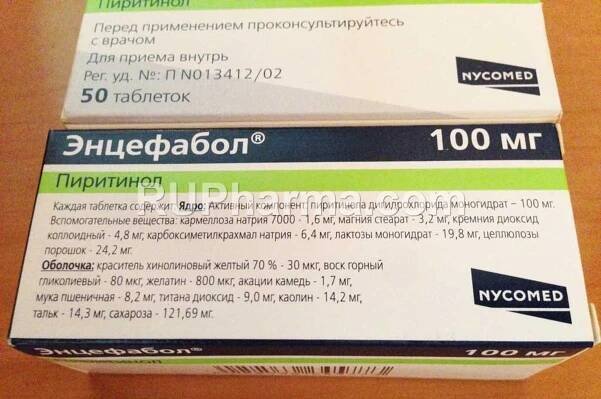 Пиритинол
Перед применением проконсультируйтесь
с врачом
Для приема внутрь
Рег. уд. №: П N013412/02
50 таблеток
NYCOMED
Энцефабол® 100 мг
Пиритинол
RUPharma.com
Каждая таблетка содержит: Ядро: Активный компонент: пиритинола дигидрохлорида моногидрат – 100 мг.
Вспомогательные вещества: кармеллоза натрия 7000 - 1,6 мг, магния стеарат – 3,2 мг, кремния диоксид
коллоидный - 4,8 мг, карбоксиметилкрахмал натрия - 6,4 мг, лактозы моногидрат - 19,8 мг, целлюлозы
порошок - 24,2 мг.
Оболочка: краситель хинолиновый желтый 70 % - 30 мкг, воск горный
гликолиевый - 80 мкг, желатин - 800 мкг, акации камедь - 1,7 мг,
мука пшеничная - 8,2 мг, титана диоксид - 9,0 мг, каолин - 14,2 мг,
тальк - 14,3 мг, сахароза - 121,69 мг.
NYCOMED
Энцефабол® 100 мг
Пиритинол